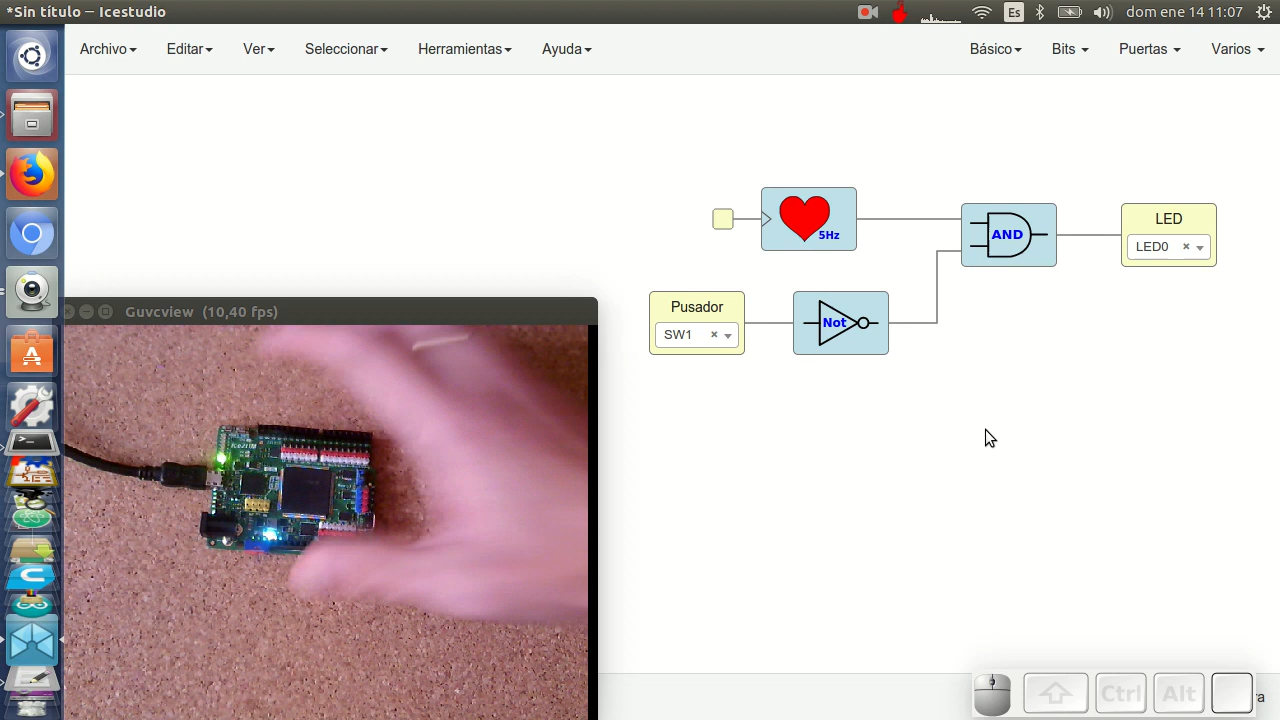 *Sin título — Icestudio
Es
dom ene 14 11:07
Archivo Editar Ver Seleccionar Herramientas Ayuda
Básico Bits Puertas Varios
5Hz
AND
LED
LED0
Pusador
SW1
Not
Guvcview (10,40 fps)
Ctrl
Alt